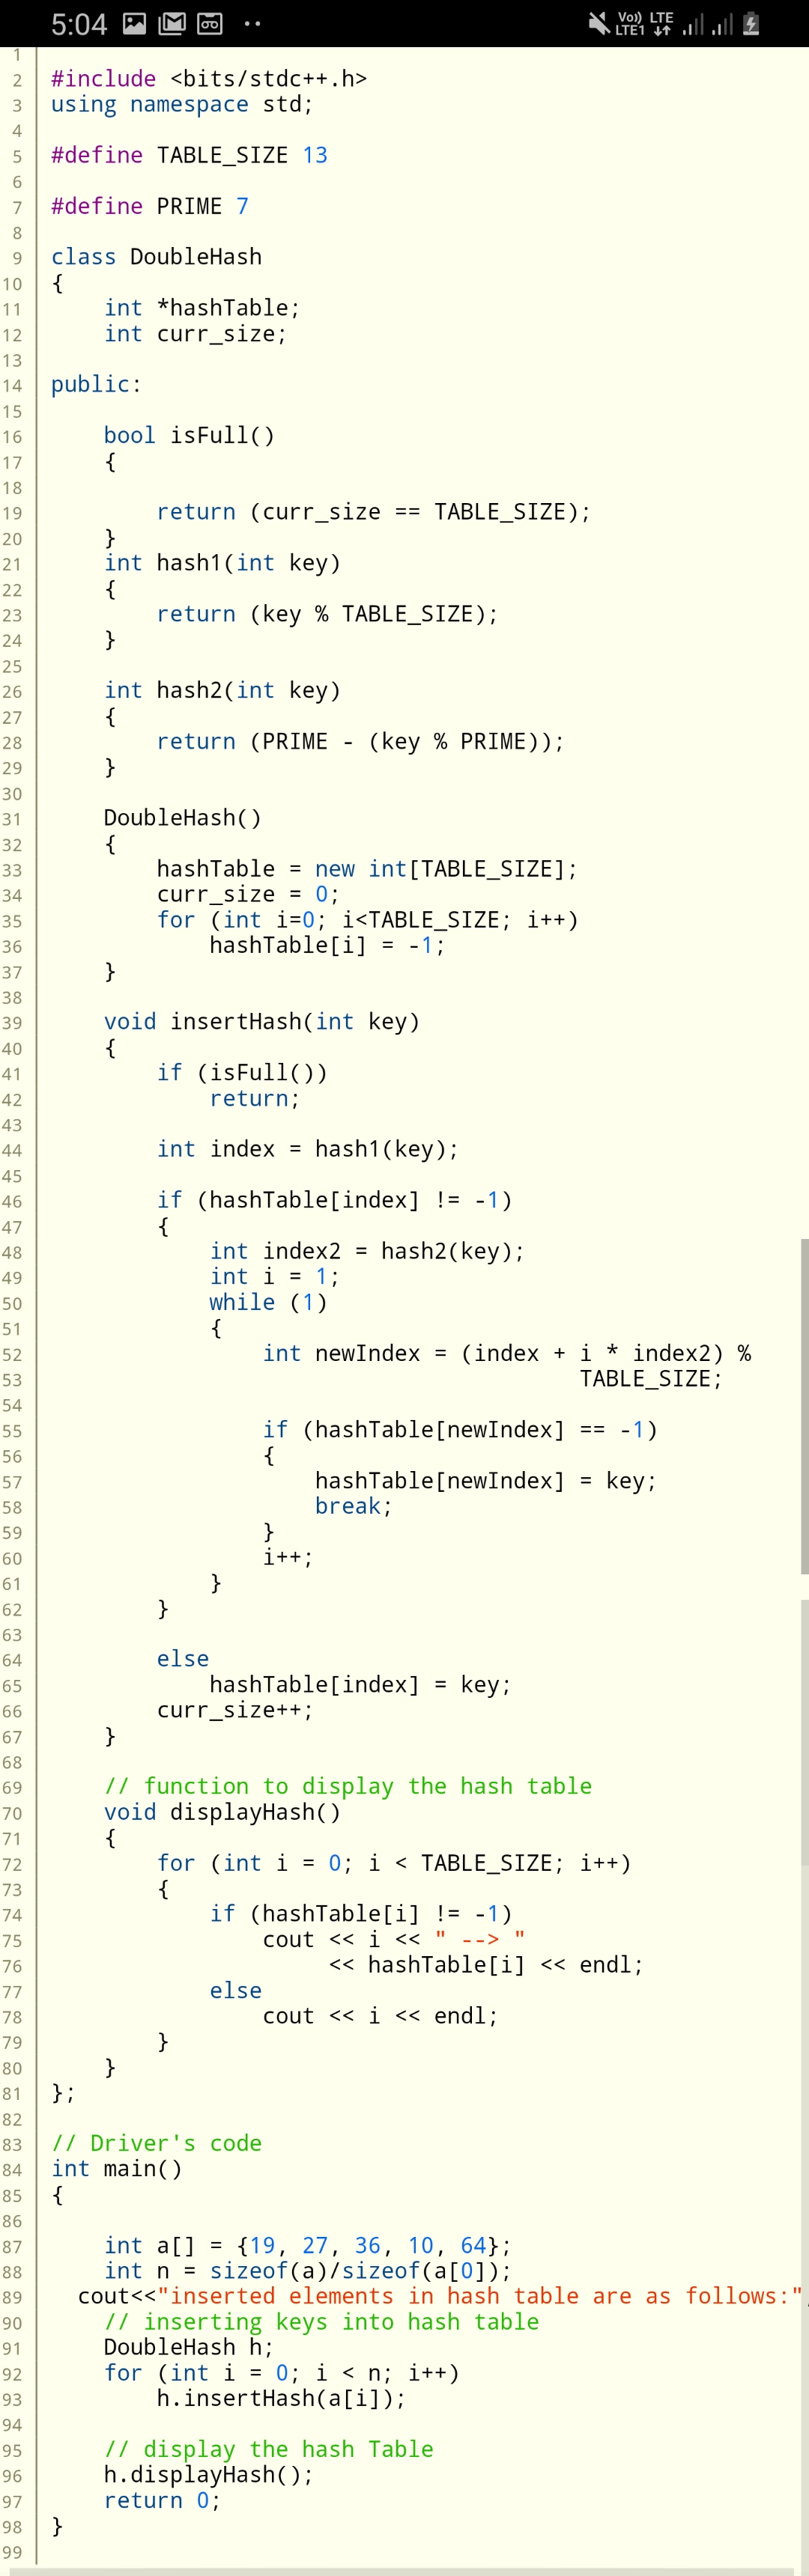 5:04 Vo)) LTE1 LTE
1
2 #include <bits/stdc++.h>
3 using namespace std;
4
5 #define TABLE_SIZE 13
6
7 #define PRIME 7
8
9 class DoubleHash
10 {
11     int *hashTable;
12     int curr_size;
13
14 public:
15
16     bool isFull()
17     {
18
19         return (curr_size == TABLE_SIZE);
20     }
21     int hash1(int key)
22     {
23         return (key % TABLE_SIZE);
24     }
25
26     int hash2(int key)
27     {
28         return (PRIME - (key % PRIME));
29     }
30
31     DoubleHash()
32     {
33         hashTable = new int[TABLE_SIZE];
34         curr_size = 0;
35         for (int i=0; i<TABLE_SIZE; i++)
36             hashTable[i] = -1;
37     }
38
39     void insertHash(int key)
40     {
41         if (isFull())
42             return;
43
44         int index = hash1(key);
45
46         if (hashTable[index] != -1)
47         {
48             int index2 = hash2(key);
49             int i = 1;
50             while (1)
51             {
52                 int newIndex = (index + i * index2) %
53                                         TABLE_SIZE;
54
55                 if (hashTable[newIndex] == -1)
56                 {
57                     hashTable[newIndex] = key;
58                     break;
59                 }
60                 i++;
61             }
62         }
63
64         else
65             hashTable[index] = key;
66         curr_size++;
67     }
68
69     // function to display the hash table
70     void displayHash()
71     {
72         for (int i = 0; i < TABLE_SIZE; i++)
73         {
74             if (hashTable[i] != -1)
75                 cout << i << " --> "
76                      << hashTable[i] << endl;
77             else
78                 cout << i << endl;
79         }
80     }
81 };
82
83 // Driver's code
84 int main()
85 {
86
87     int a[] = {19, 27, 36, 10, 64};
88     int n = sizeof(a)/sizeof(a[0]);
89   cout<<"inserted elements in hash table are as follows:"
90     // inserting keys into hash table
91     DoubleHash h;
92     for (int i = 0; i < n; i++)
93         h.insertHash(a[i]);
94
95     // display the hash Table
96     h.displayHash();
97     return 0;
98 }
99